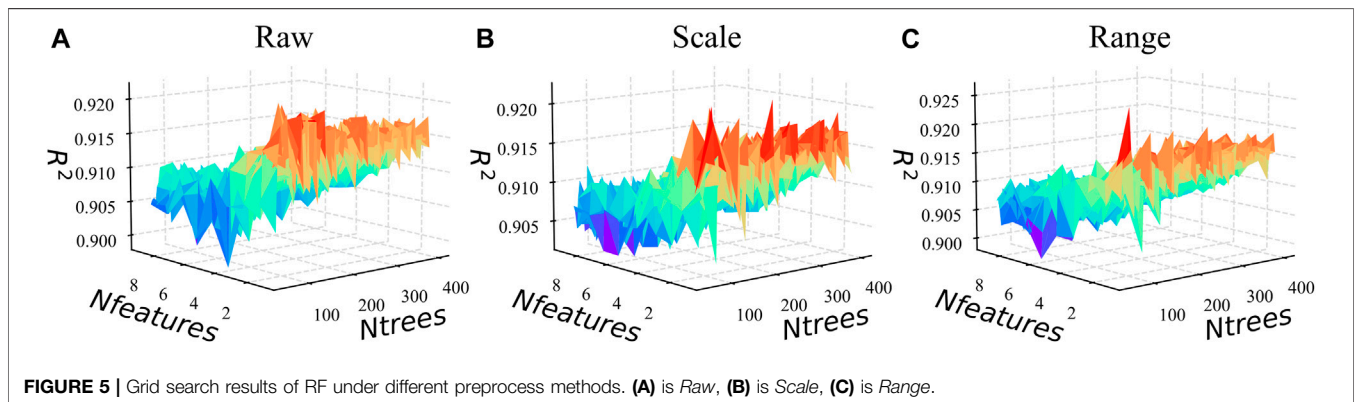 A Raw
0.920
0.915
0.910
0.905
0.900
R2
8 6 4 2
Nfeatures
100 200 300 400
Ntrees
B Scale
0.920
0.915
0.910
0.905
R2
8 6 4 2
Nfeatures
100 200 300 400
Ntrees
C Range
0.925
0.920
0.915
0.910
0.905
0.900
R2
8 6 4 2
Nfeatures
100 200 300 400
Ntrees
FIGURE 5 | Grid search results of RF under different preprocess methods. (A) is Raw, (B) is Scale, (C) is Range.